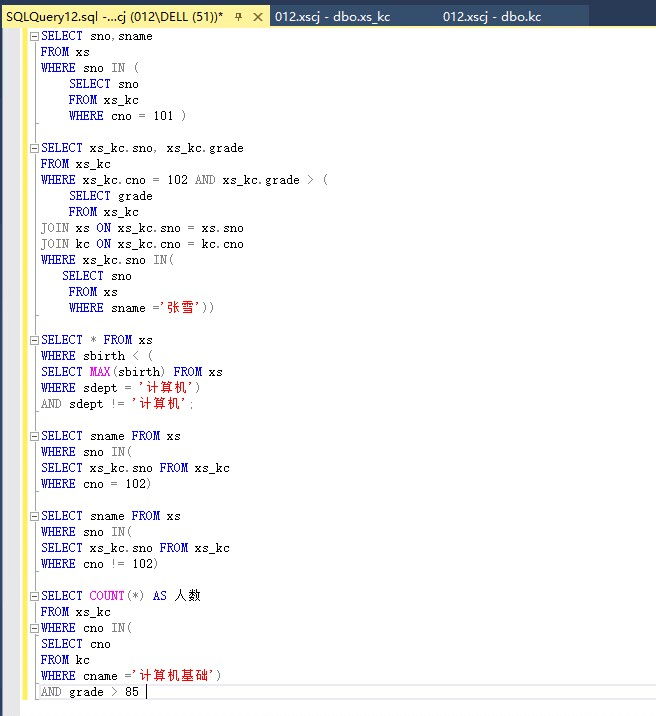 SQLQuery12.sql -...cj (012\DELL (51))* 012.xscj - dbo.xs_kc 012.xscj - dbo.kc
SELECT sno,sname
FROM xs
WHERE sno IN (
SELECT sno
FROM xs_kc
WHERE cno = 101 )
SELECT xs_kc.sno, xs_kc.grade
FROM xs_kc
WHERE xs_kc.cno = 102 AND xs_kc.grade > (
SELECT grade
FROM xs_kc
JOIN xs ON xs_kc.sno = xs.sno
JOIN kc ON xs_kc.cno = kc.cno
WHERE xs_kc.sno IN(
SELECT sno
FROM xs
WHERE sname ='张雪'))
SELECT * FROM xs
WHERE sbirth < (
SELECT MAX(sbirth) FROM xs
WHERE sdept = '计算机')
AND sdept != '计算机';
SELECT sname FROM xs
WHERE sno IN(
SELECT xs_kc.sno FROM xs_kc
WHERE cno = 102)
SELECT sname FROM xs
WHERE sno IN(
SELECT xs_kc.sno FROM xs_kc
WHERE cno != 102)
SELECT COUNT(*) AS 人数
FROM xs_kc
WHERE cno IN(
SELECT cno
FROM kc
WHERE cname ='计算机基础')
AND grade > 85